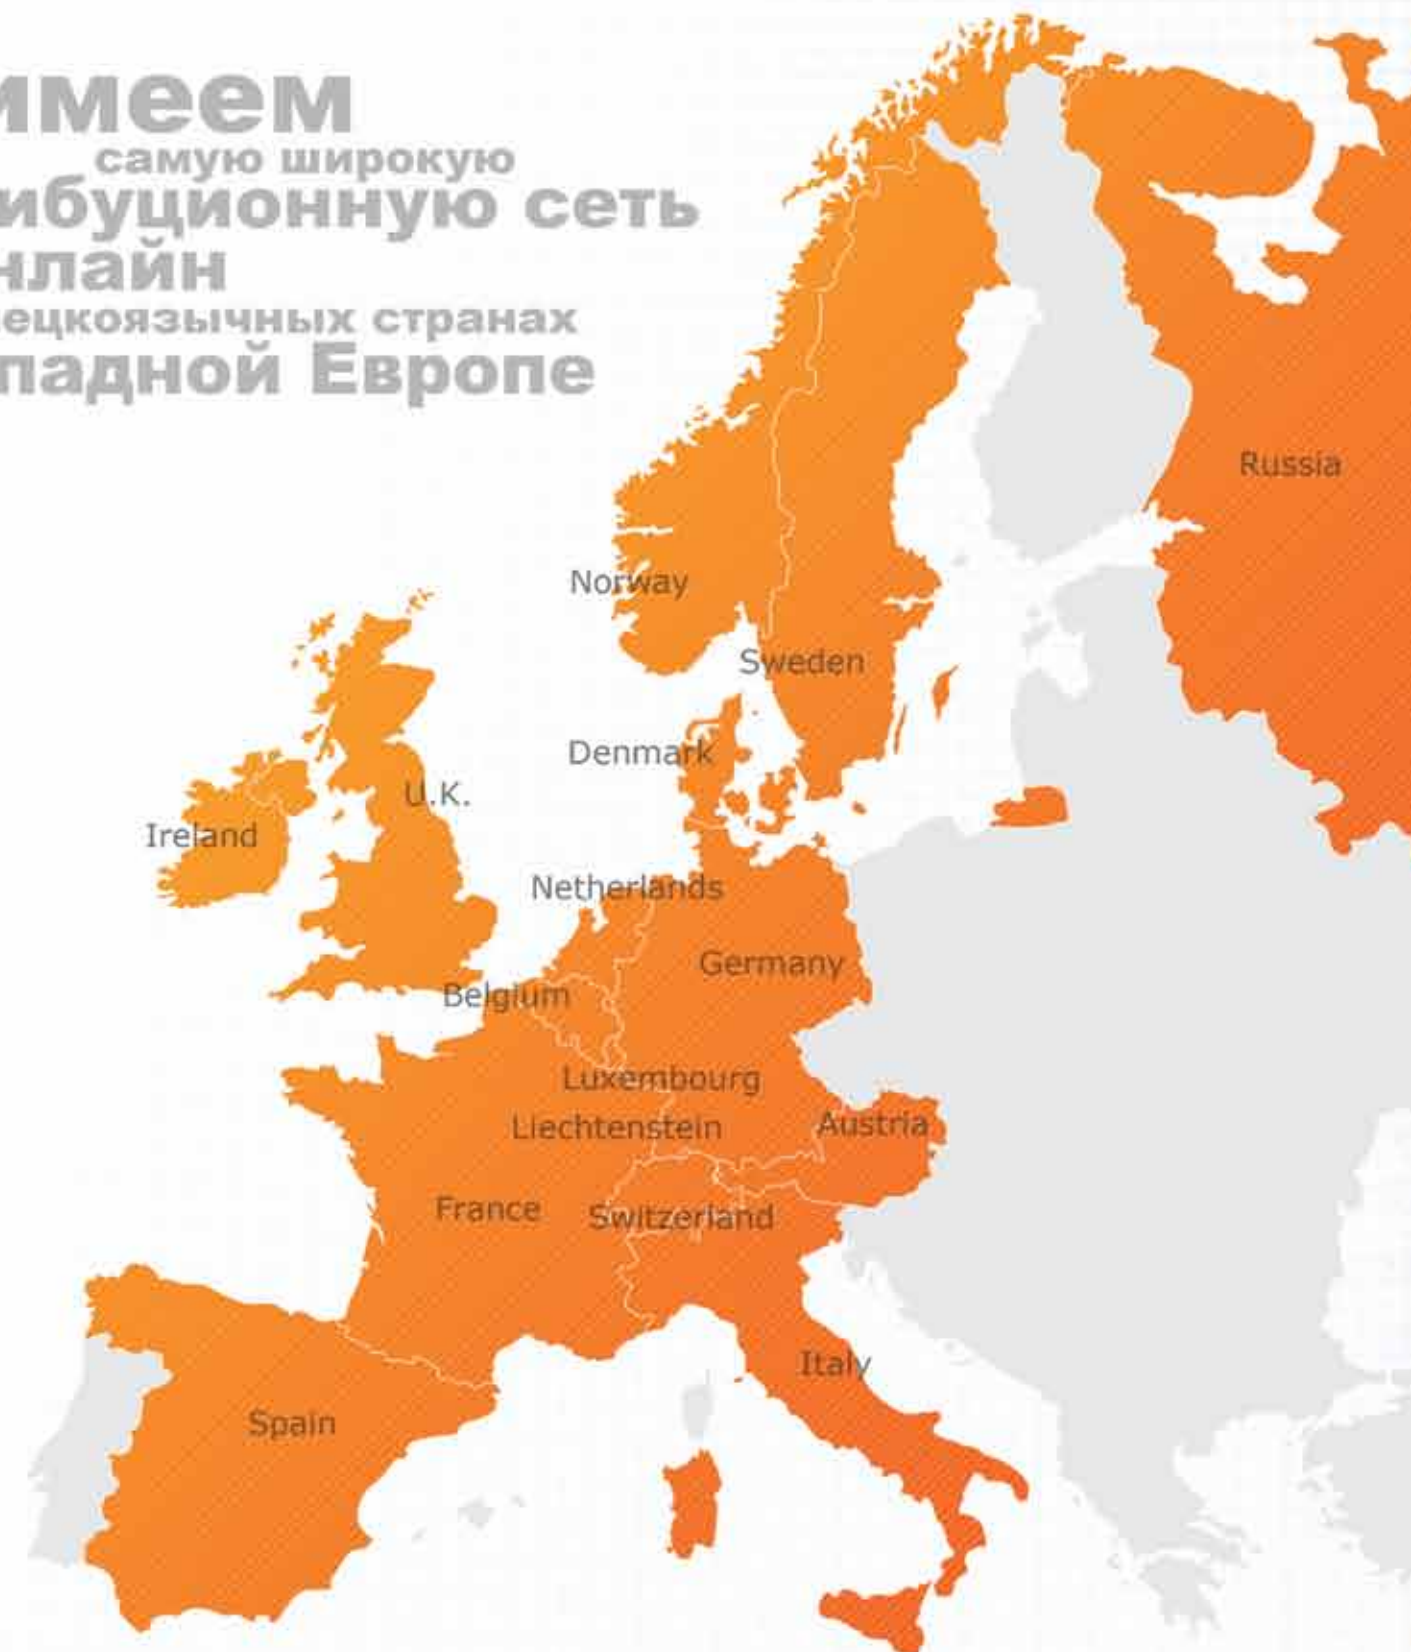 имеем
самую широкую
ибуционную сеть
нлайн
ецкоязычных странах
падной Европе
Russia
Norway
Sweden
Denmark
U.K.
Ireland
Netherlands
Germany
Belgium
Luxembourg
Liechtenstein
Austria
France
Switzerland
Italy
Spain